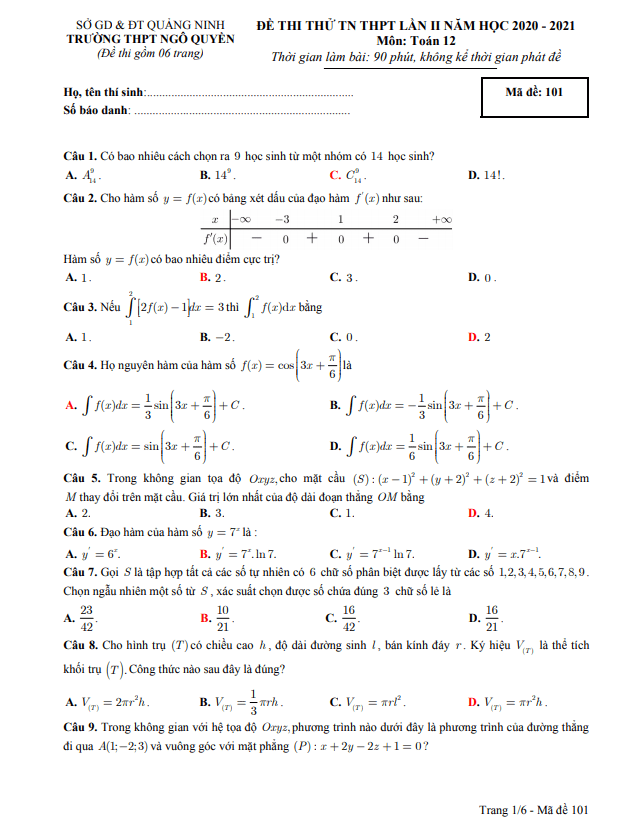 SỞ GD & ĐT QUẢNG NINH
TRƯỜNG THPT NGÔ QUYỀN
(Đề thi gồm 06 trang)
ĐỀ THI THỬ TN THPT LẦN II NĂM HỌC 2020 - 2021
Môn: Toán 12
Thời gian làm bài: 90 phút, không kể thời gian phát đề
Họ, tên thí sinh:..........................................................
Số báo danh: ..............................................................
Mã đề: 101
Câu 1. Có bao nhiêu cách chọn ra 9 học sinh từ một nhóm có 14 học sinh?
A. $A_{14}^{9}$. B. $14^{9}$. C. $C_{14}^{9}$. D. 14!.
Câu 2. Cho hàm số $y = f(x)$ có bảng xét dấu của đạo hàm $f'(x)$ như sau:
x −∞ −3 1 2 +∞
f'(x) − 0 + 0 + 0 −
Hàm số $y = f(x)$ có bao nhiêu điểm cực trị?
A. 1. B. 2. C. 3. D. 0.
Câu 3. Nếu $\int_{1}^{2}[2f(x) - 1]dx = 3$ thì $\int_{1}^{2} f(x)dx$ bằng
A. 1. B. −2. C. 0. D. 2
Câu 4. Họ nguyên hàm của hàm số $f(x) = \cos\left(3x + \frac{\pi}{6}\right)$ là
A. $\int f(x)dx = \frac{1}{3}\sin\left(3x + \frac{\pi}{6}\right) + C$. B. $\int f(x)dx = -\frac{1}{3}\sin\left(3x + \frac{\pi}{6}\right) + C$.
C. $\int f(x)dx = \sin\left(3x + \frac{\pi}{6}\right) + C$. D. $\int f(x)dx = \frac{1}{6}\sin\left(3x + \frac{\pi}{6}\right) + C$.
Câu 5. Trong không gian tọa độ Oxyz, cho mặt cầu $(S): (x-1)^2 + (y+2)^2 + (z+2)^2 = 1$ và điểm
M thay đổi trên mặt cầu. Giá trị lớn nhất của độ dài đoạn thẳng OM bằng
A. 2. B. 3. C. 1. D. 4.
Câu 6. Đạo hàm của hàm số $y = 7^x$ là :
A. $y' = 6^x$. B. $y' = 7^x.\ln 7$. C. $y' = 7^{x-1}\ln 7$. D. $y' = x.7^{x-1}$.
Câu 7. Gọi S là tập hợp tất cả các số tự nhiên có 6 chữ số phân biệt được lấy từ các số 1, 2, 3, 4, 5, 6, 7, 8, 9.
Chọn ngẫu nhiên một số từ S, xác suất chọn được số chứa đúng 3 chữ số lẻ là
A. $\frac{23}{42}$. B. $\frac{10}{21}$. C. $\frac{16}{42}$. D. $\frac{16}{21}$.
Câu 8. Cho hình trụ (T) có chiều cao h, độ dài đường sinh l, bán kính đáy r. Ký hiệu $V_{(T)}$ là thể tích
khối trụ (T). Công thức nào sau đây là đúng?
A. $V_{(T)} = 2\pi r^2 h$. B. $V_{(T)} = \frac{1}{3}\pi rh$. C. $V_{(T)} = \pi rl^2$. D. $V_{(T)} = \pi r^2 h$.
Câu 9. Trong không gian với hệ tọa độ Oxyz, phương trình nào dưới đây là phương trình của đường thẳng
đi qua $A(1;-2;3)$ và vuông góc với mặt phẳng $(P): x + 2y - 2z + 1 = 0$?
Trang 1/6 - Mã đề 101